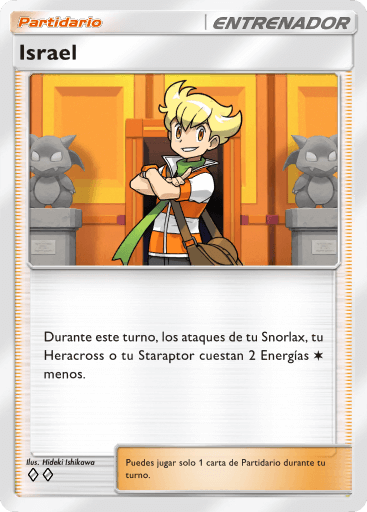 Partidario
ENTRENADOR
Israel
Durante este turno, los ataques de tu Snorlax, tu
Heracross o tu Staraptor cuestan 2 Energías ✶
menos.
Ilus. Hideki Ishikawa
Puedes jugar solo 1 carta de Partidario durante tu
turno.